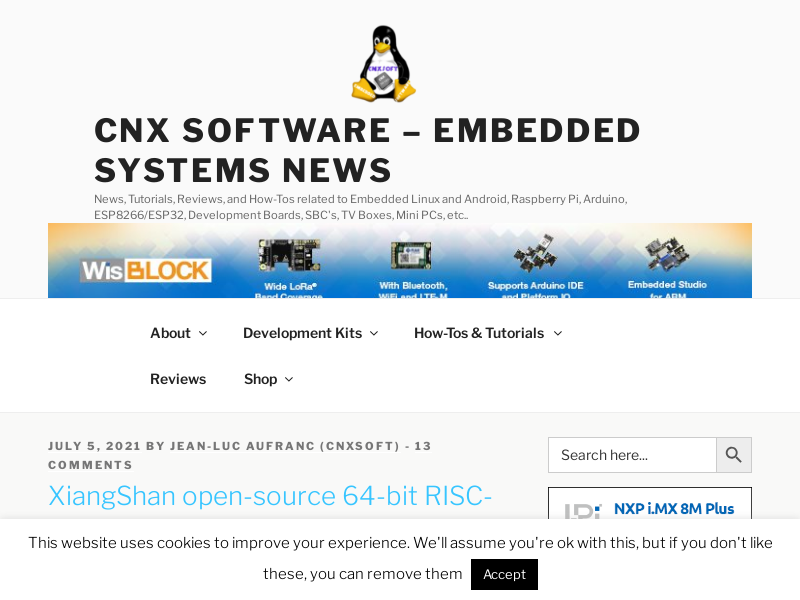 CNX SOFT
CNX SOFTWARE – EMBEDDED
SYSTEMS NEWS
News, Tutorials, Reviews, and How-Tos related to Embedded Linux and Android, Raspberry Pi, Arduino,
ESP8266/ESP32, Development Boards, SBC's, TV Boxes, Mini PCs, etc..
WisBLOCK
Wide LoRa®
Band Coverage
With Bluetooth,
WiFi and LTE-M
Supports Arduino IDE
and Platform IO
Embedded Studio
for ARM
About
Development Kits
How-Tos & Tutorials
Reviews
Shop
JULY 5, 2021 BY JEAN-LUC AUFRANC (CNXSOFT) - 13
COMMENTS
XiangShan open-source 64-bit RISC-
Search here...
NXP i.MX 8M Plus
This website uses cookies to improve your experience. We'll assume you're ok with this, but if you don't like
these, you can remove them Accept